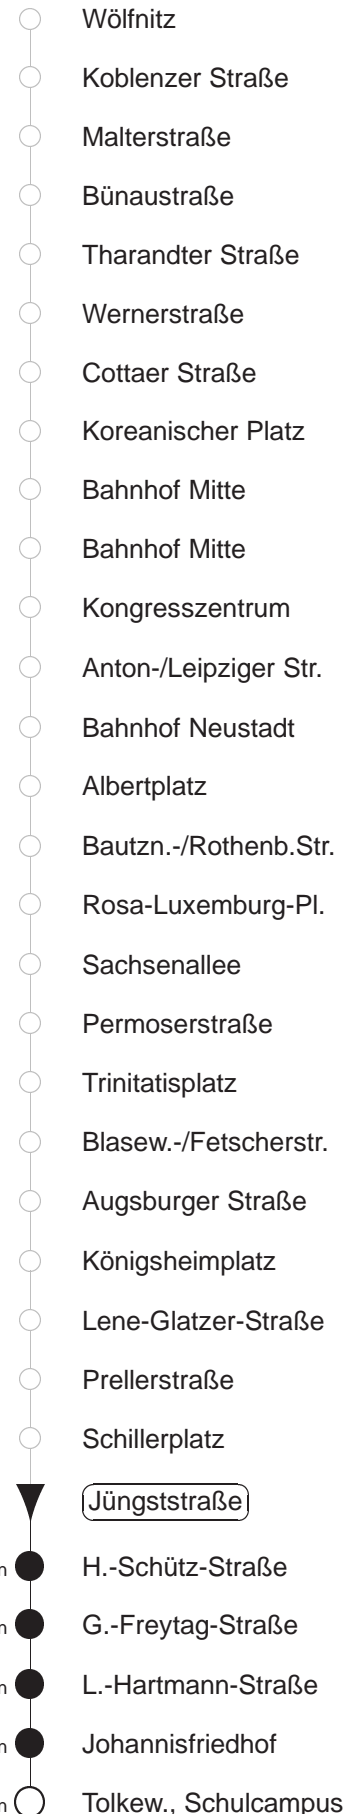 Wölfnitz
Koblenzer Straße
Malterstraße
Bünaustraße
Tharandter Straße
Wernerstraße
Cottaer Straße
Koreanischer Platz
Bahnhof Mitte
Bahnhof Mitte
Kongresszentrum
Anton-/Leipziger Str.
Bahnhof Neustadt
Albertplatz
Bautzn.-/Rothenb.Str.
Rosa-Luxemburg-Pl.
Sachsenallee
Permoserstraße
Trinitatisplatz
Blasew.-/Fetscherstr.
Augsburger Straße
Königsheimplatz
Lene-Glatzer-Straße
Prellerstraße
Schillerplatz
Jüngststraße
H.-Schütz-Straße
G.-Freytag-Straße
L.-Hartmann-Straße
Johannisfriedhof
Tolkew., Schulcampus